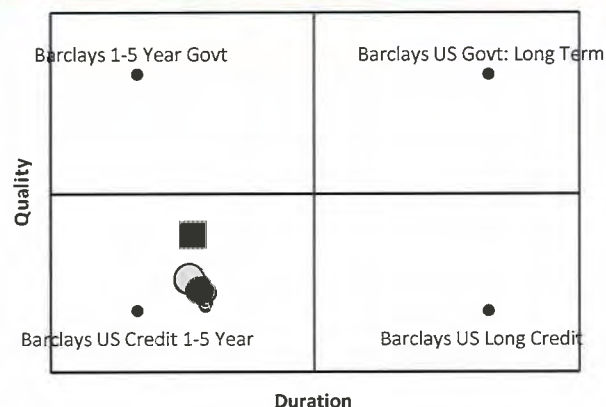 Barclays 1-5 Year Govt
Barclays US Govt: Long Term
Quality
Barclays US Credit 1-5 Year
Barclays US Long Credit
Duration